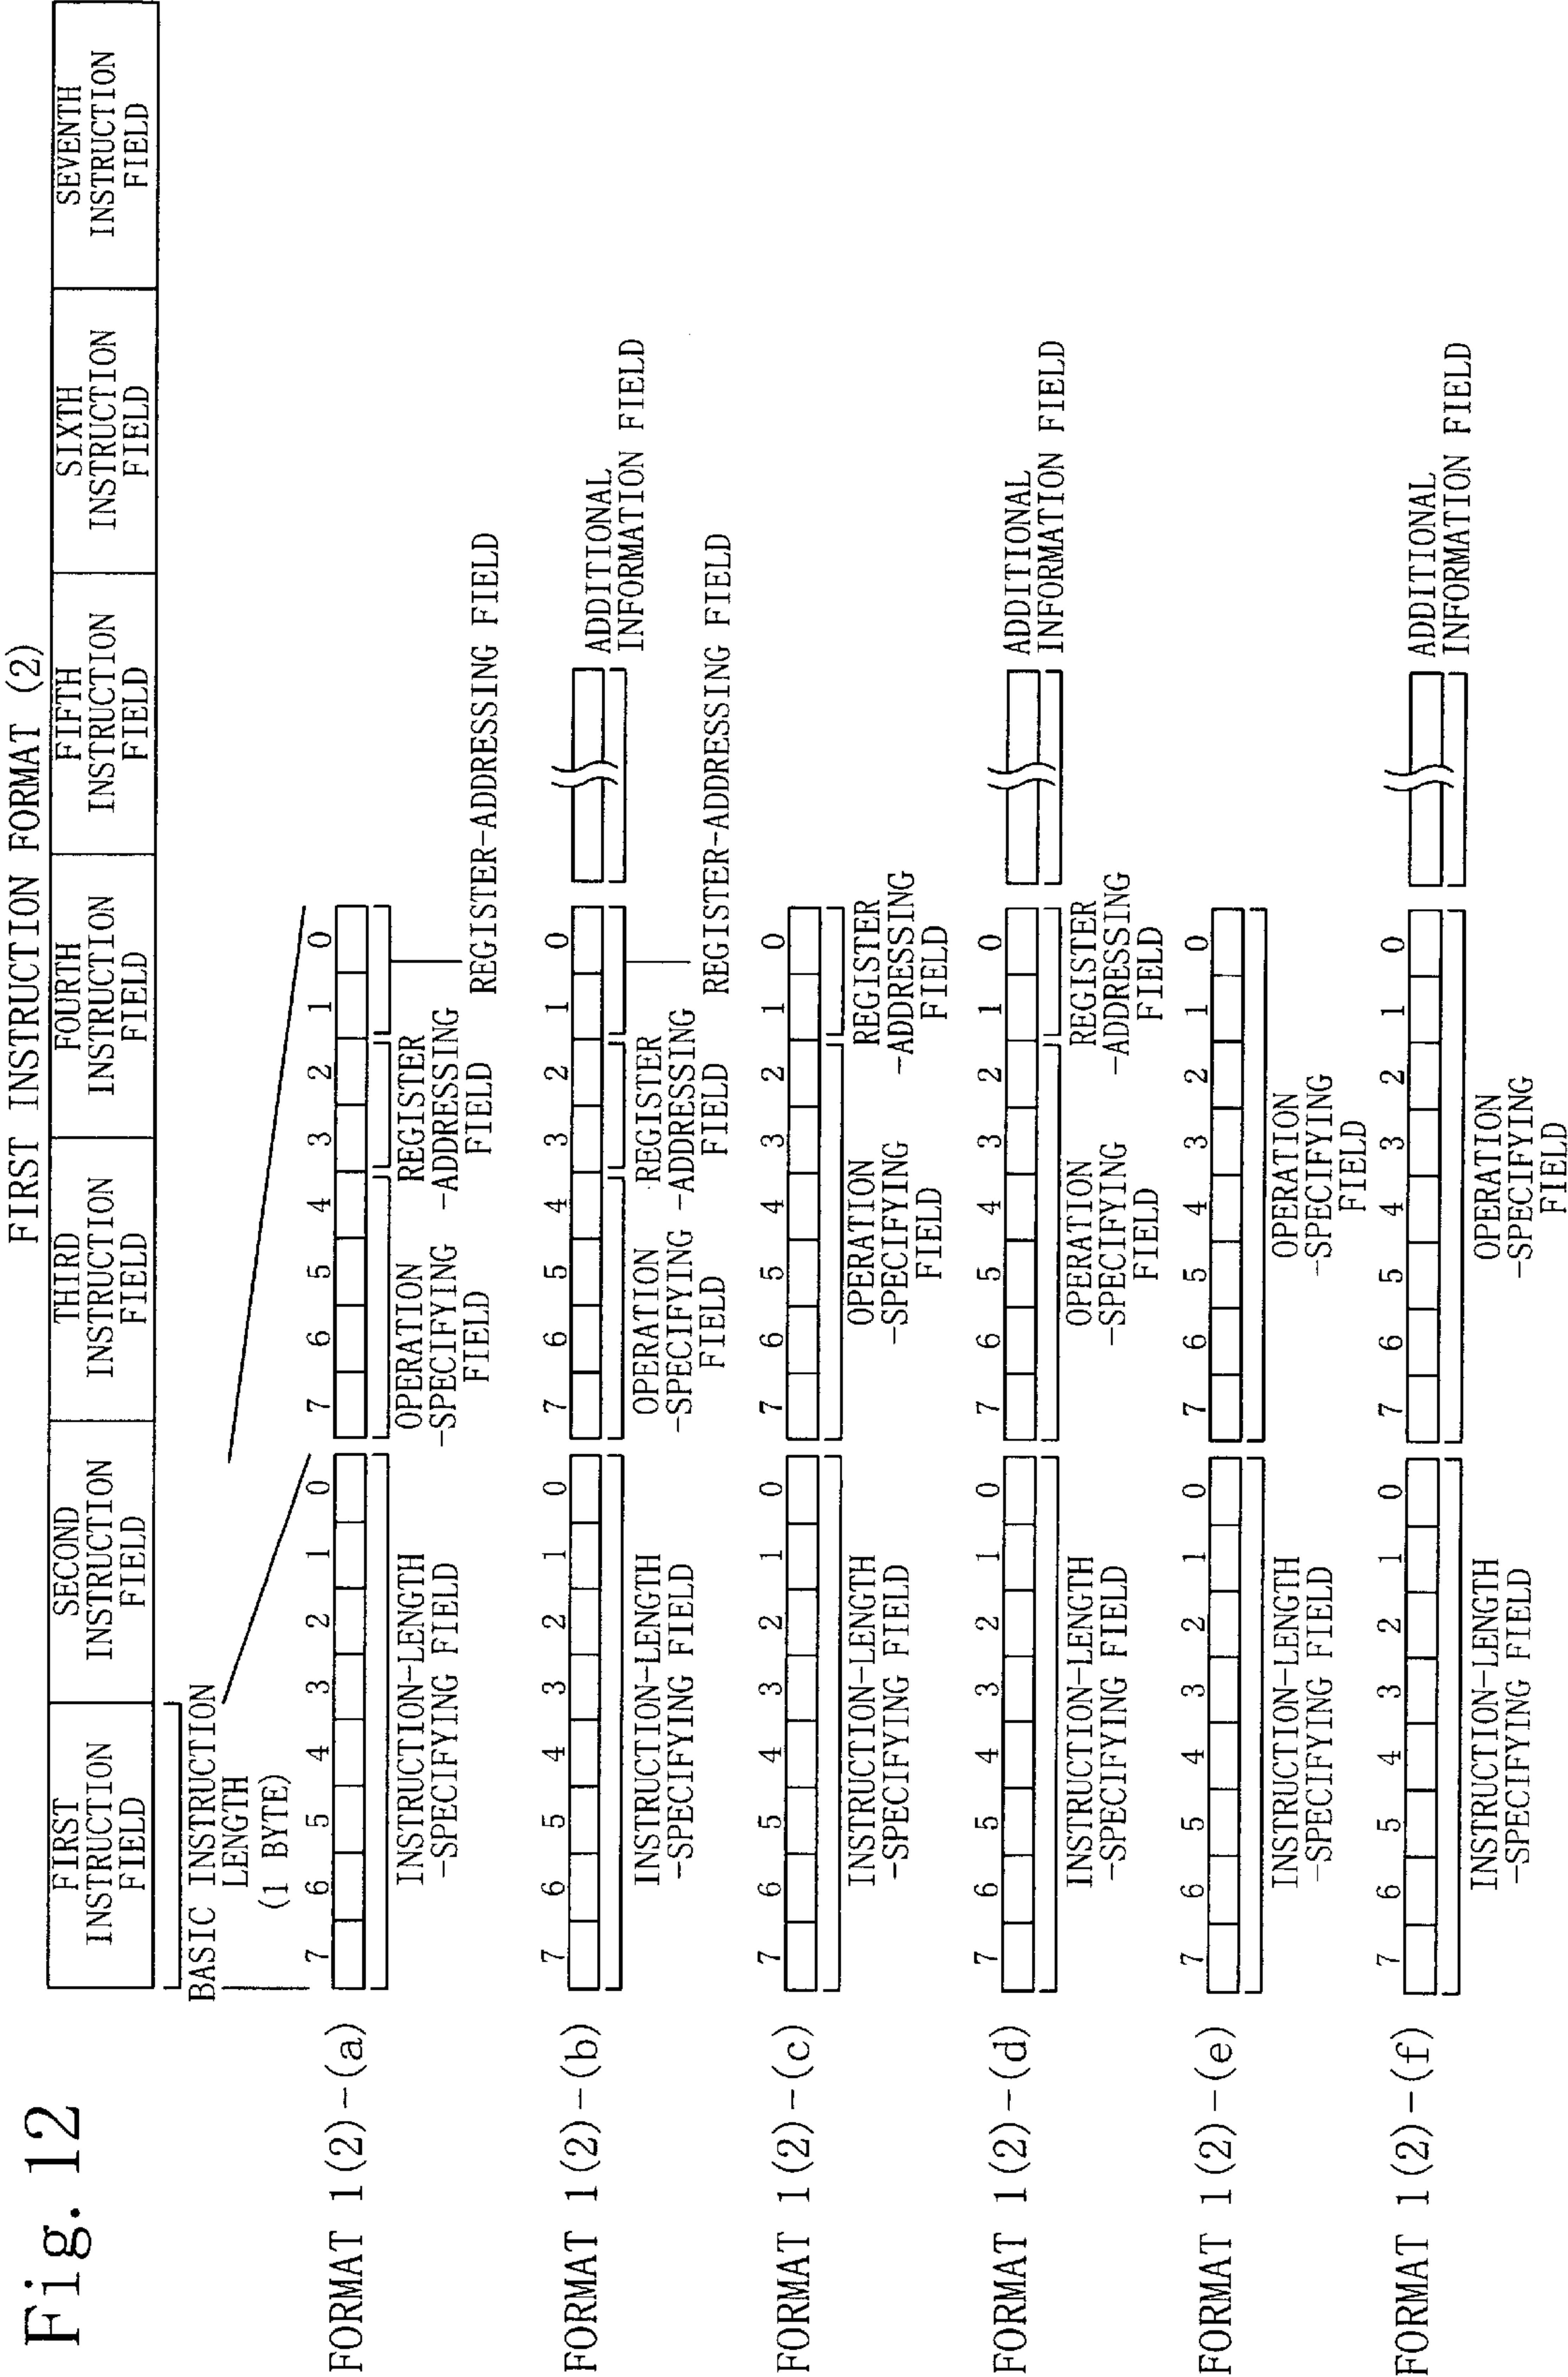 Fig. 12
FIRST INSTRUCTION FORMAT (2)
FIRST
INSTRUCTION
FIELD
SECOND
INSTRUCTION
FIELD
THIRD
INSTRUCTION
FIELD
FOURTH
INSTRUCTION
FIELD
FIFTH
INSTRUCTION
FIELD
SIXTH
INSTRUCTION
FIELD
SEVENTH
INSTRUCTION
FIELD
BASIC INSTRUCTION
LENGTH
(1 BYTE)
FORMAT 1(2)-(a)
7 6 5 4 3 2 1 0 7 6 5 4 3 2 1 0
INSTRUCTION-LENGTH
-SPECIFYING FIELD
OPERATION
-SPECIFYING
FIELD
REGISTER
-ADDRESSING
FIELD
REGISTER-ADDRESSING FIELD
FORMAT 1(2)-(b)
7 6 5 4 3 2 1 0 7 6 5 4 3 2 1 0
INSTRUCTION-LENGTH
-SPECIFYING FIELD
OPERATION
-SPECIFYING
FIELD
REGISTER
-ADDRESSING
FIELD
REGISTER-ADDRESSING FIELD
ADDITIONAL
INFORMATION FIELD
FORMAT 1(2)-(c)
7 6 5 4 3 2 1 0 7 6 5 4 3 2 1 0
INSTRUCTION-LENGTH
-SPECIFYING FIELD
OPERATION
-SPECIFYING
FIELD
REGISTER
-ADDRESSING
FIELD
FORMAT 1(2)-(d)
7 6 5 4 3 2 1 0 7 6 5 4 3 2 1 0
INSTRUCTION-LENGTH
-SPECIFYING FIELD
OPERATION
-SPECIFYING
FIELD
REGISTER
-ADDRESSING
FIELD
ADDITIONAL
INFORMATION FIELD
FORMAT 1(2)-(e)
7 6 5 4 3 2 1 0 7 6 5 4 3 2 1 0
INSTRUCTION-LENGTH
-SPECIFYING FIELD
OPERATION
-SPECIFYING
FIELD
FORMAT 1(2)-(f)
7 6 5 4 3 2 1 0 7 6 5 4 3 2 1 0
INSTRUCTION-LENGTH
-SPECIFYING FIELD
OPERATION
-SPECIFYING
FIELD
ADDITIONAL
INFORMATION FIELD